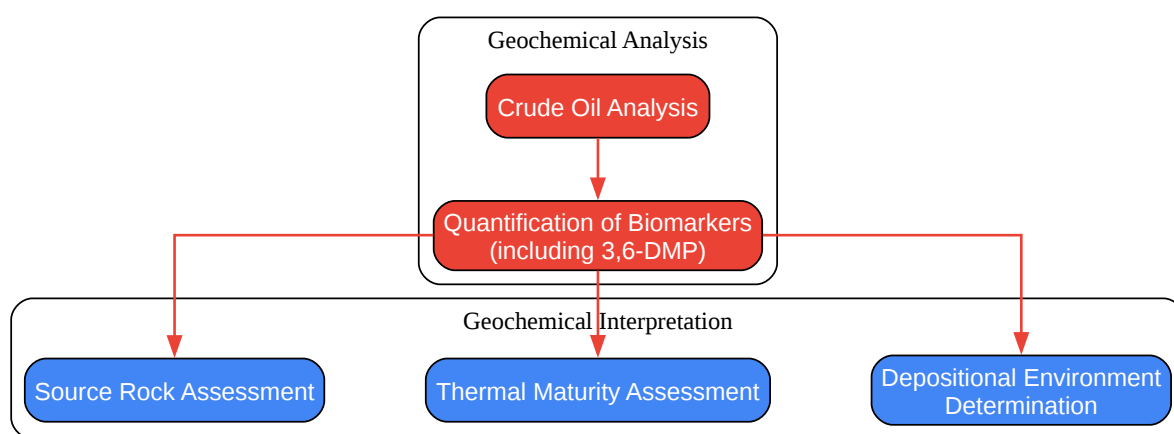 Geochemical Analysis
Crude Oil Analysis
Quantification of Biomarkers
(including 3,6-DMP)
Geochemical Interpretation
Source Rock Assessment
Thermal Maturity Assessment
Depositional Environment
Determination